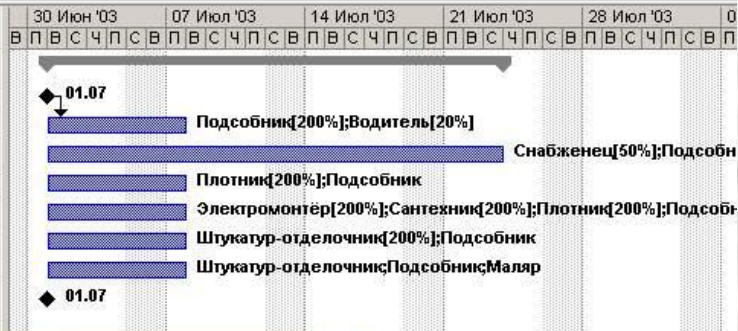 30 Июн '03 07 Июл '03 14 Июл '03 21 Июл '03 28 Июл '03 0
В П В С Ч П С В П В С Ч П С В П В С Ч П С В П В С Ч П С В П В С Ч П С В П
01.07
Подсобник[200%];Водитель[20%]
Снабженец[50%];Подсобн
Плотник[200%];Подсобник
Электромонтёр[200%];Сантехник[200%];Плотник[200%];Подсобн
Штукатур-отделочник[200%];Подсобник
Штукатур-отделочник;Подсобник;Маляр
01.07